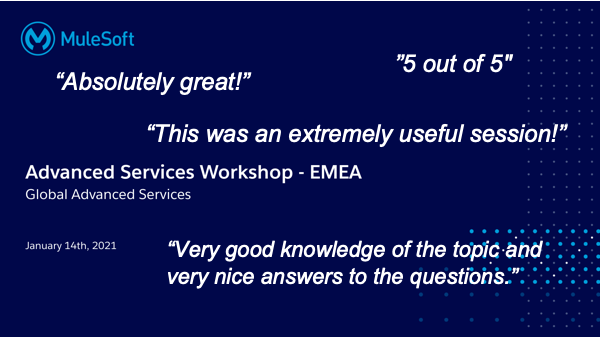 MuleSoft
”5 out of 5"
“Absolutely great!”
“This was an extremely useful session!”
Advanced Services Workshop - EMEA
Global Advanced Services
January 14th, 2021
“Very good knowledge of the topic and
very nice answers to the questions.”